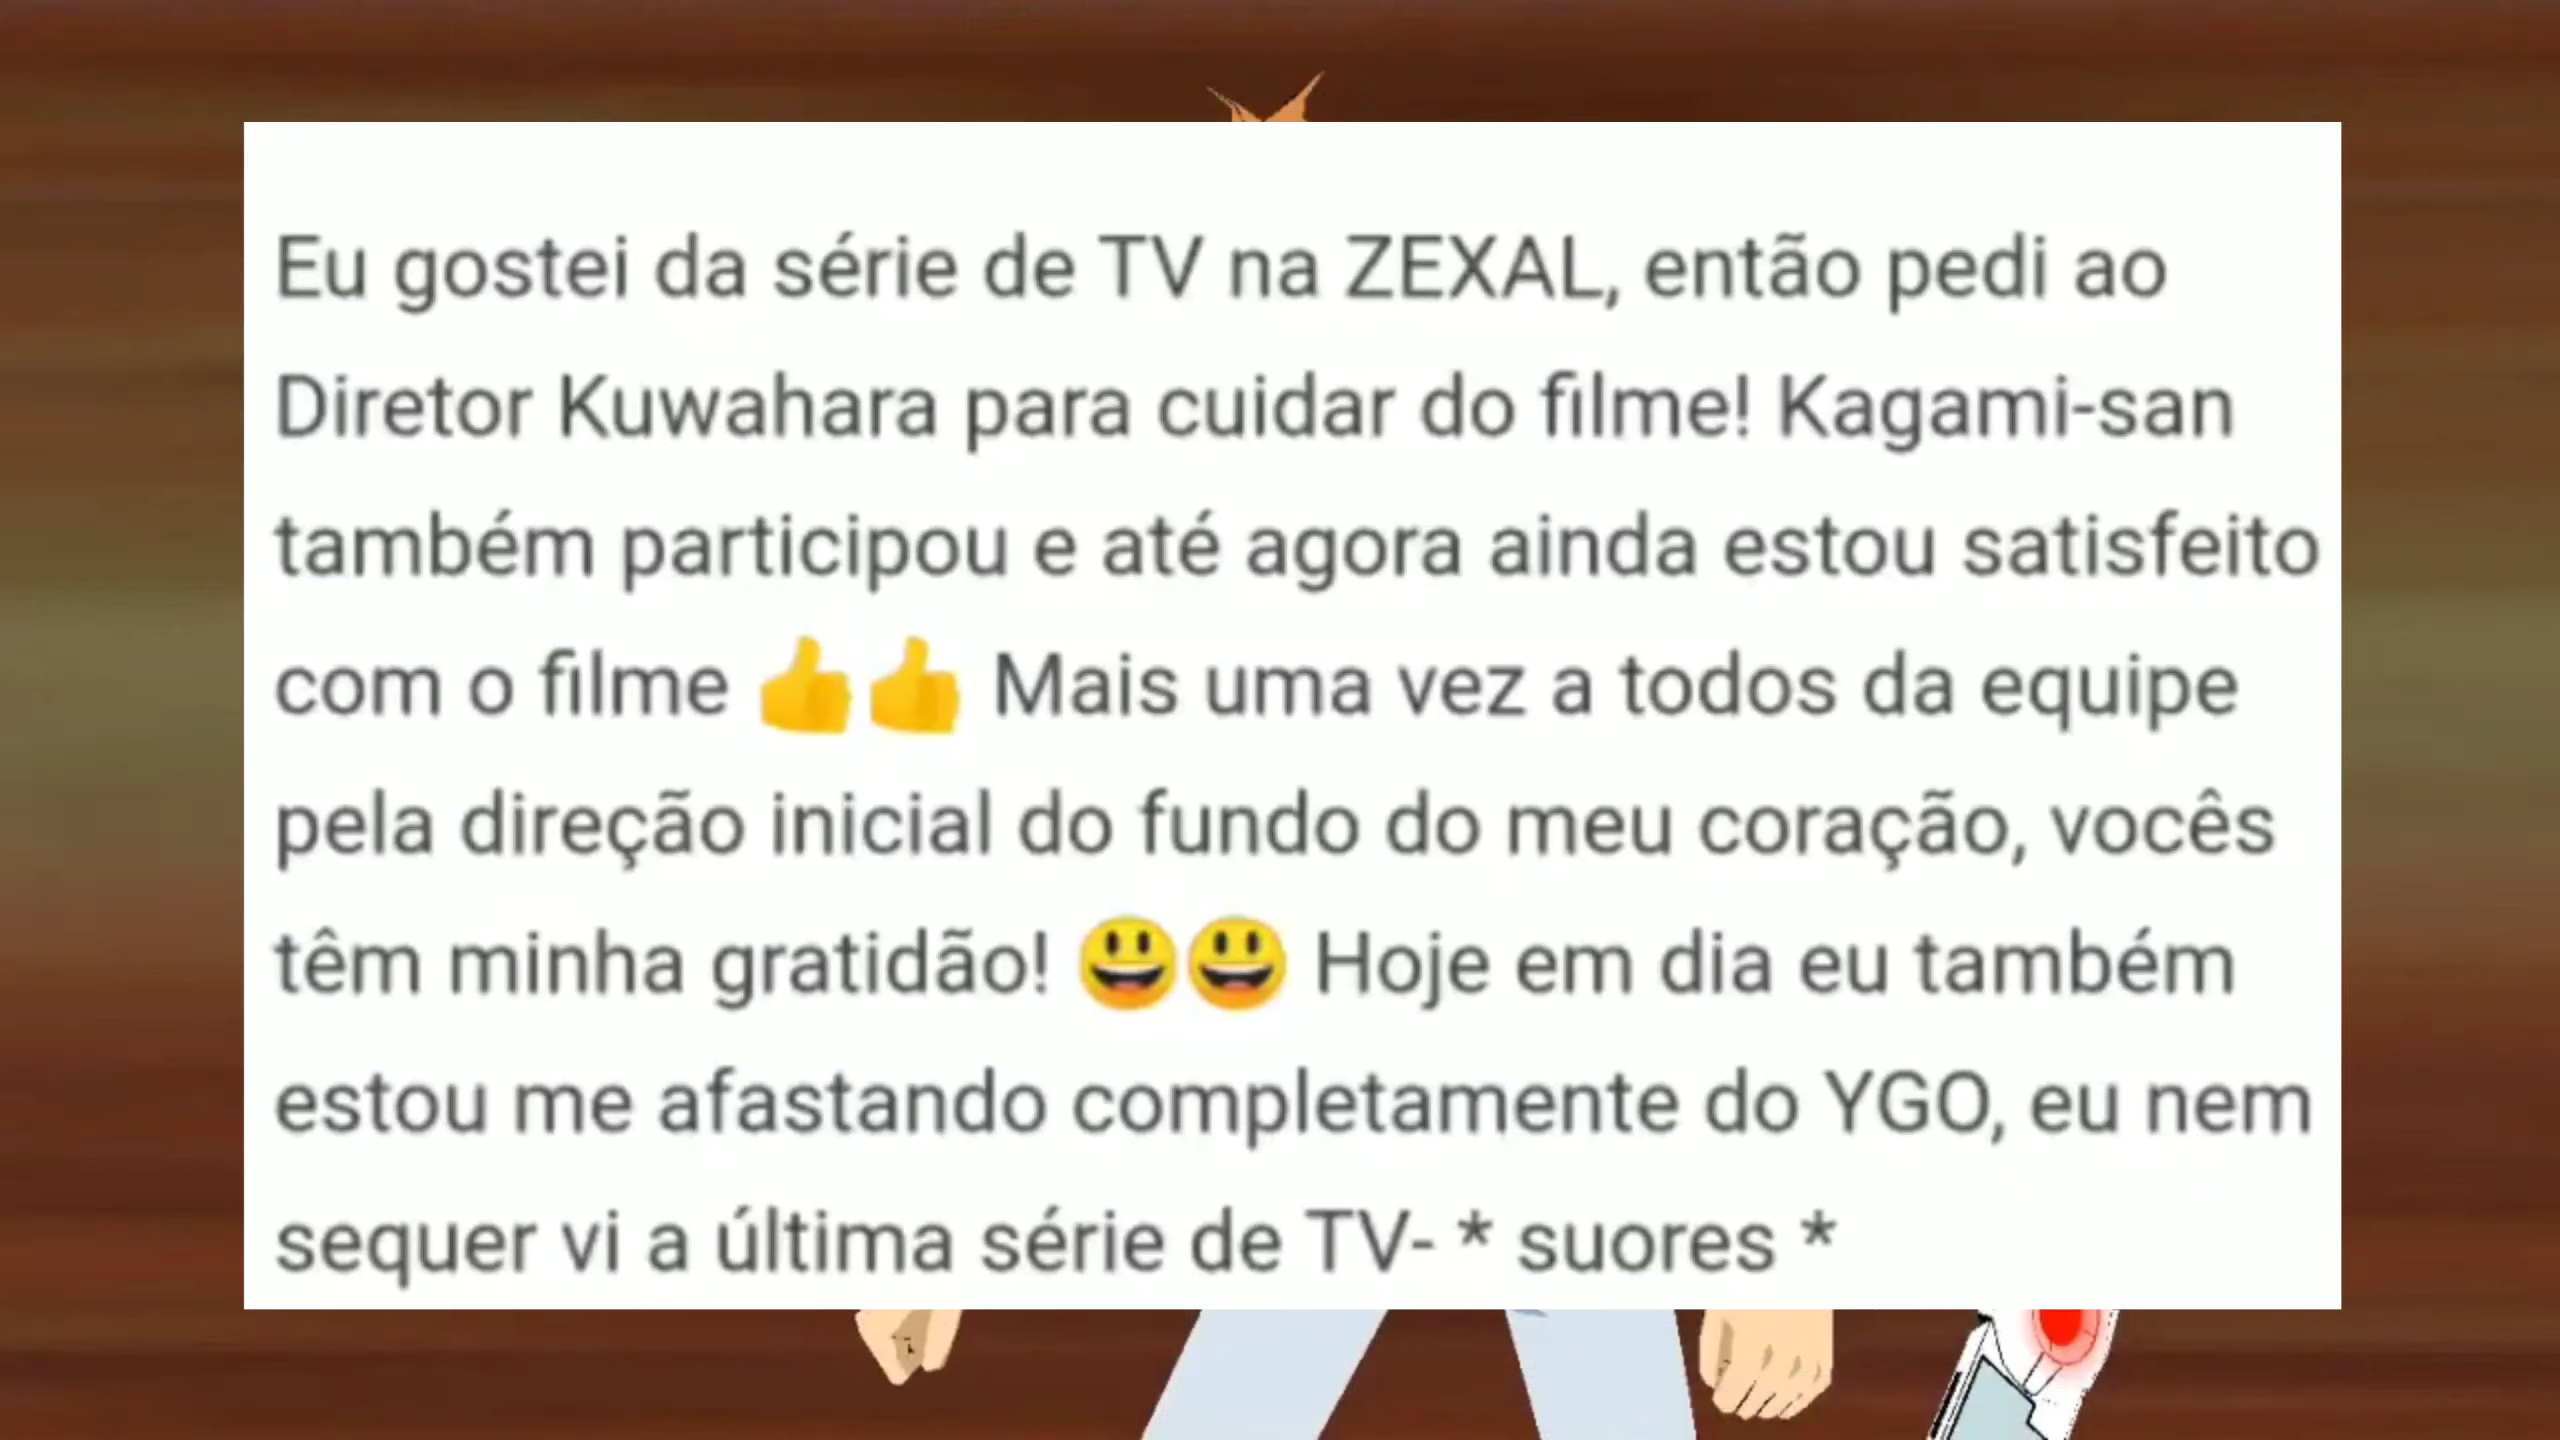 Eu gostei da série de TV na ZEXAL, então pedi ao
Diretor Kuwahara para cuidar do filme! Kagami-san
também participou e até agora ainda estou satisfeito
com o filme 👍👍 Mais uma vez a todos da equipe
pela direção inicial do fundo do meu coração, vocês
têm minha gratidão! 😃😃 Hoje em dia eu também
estou me afastando completamente do YGO, eu nem
sequer vi a última série de TV- * suores *